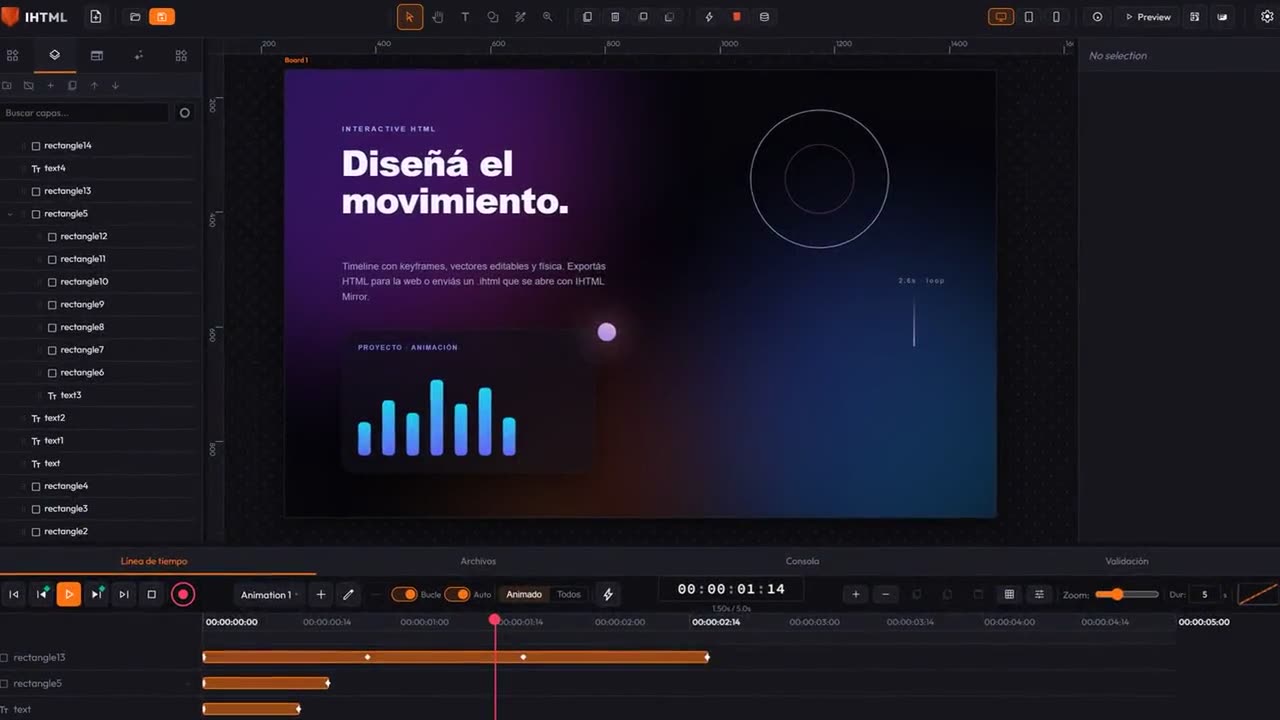 IHTML
Preview
200 400 600 800 1000 1200 1400
Board 1
No selection
Buscar capas...
200
400
600
800
rectangle14
text4
rectangle13
rectangle5
rectangle12
rectangle11
rectangle10
rectangle9
rectangle8
rectangle7
rectangle6
text3
text2
text1
text
rectangle4
rectangle3
rectangle2
INTERACTIVE HTML
Diseñá el
movimiento.
Timeline con keyframes, vectores editables y física. Exportás
HTML para la web o enviás un .ihtml que se abre con IHTML
Mirror.
2.6s · loop
PROYECTO · ANIMACIÓN
Línea de tiempo Archivos Consola Validación
Animation 1 Bucle Auto Animado Todos 00:00:01:14 Zoom: Dur: 5 s
1.50s / 5.0s
00:00:00:00 00:00:00:14 00:00:01:00 00:00:01:14 00:00:02:00 00:00:02:14 00:00:03:00 00:00:03:14 00:00:04:00 00:00:04:14 00:00:05:00
rectangle13
rectangle5
text